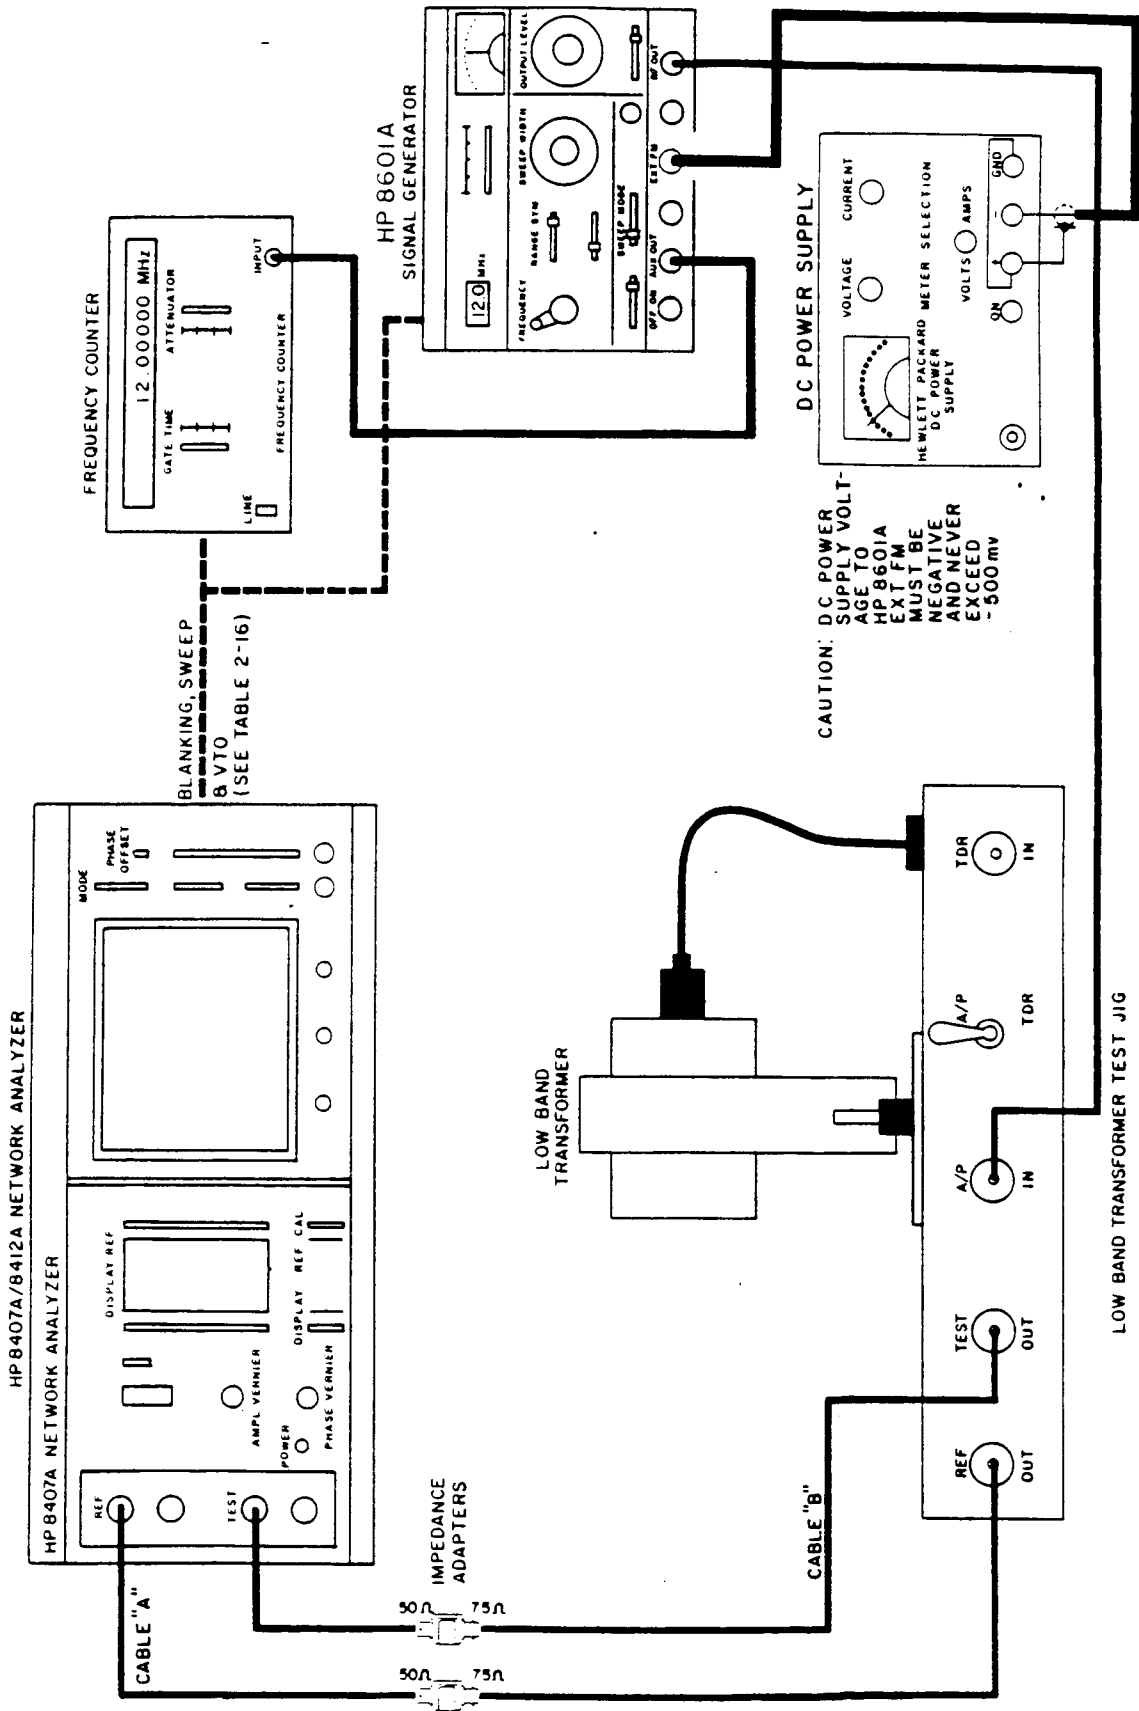 HP 8407A/8412A NETWORK ANALYZER
HP 8407A NETWORK ANALYZER
REF
TEST
POWER
AMPL VERNIER
PHASE VERNIER
DISPLAY REF
DISPLAY REF CAL
MODE
PHASE
OFFSET
BLANKING, SWEEP
& VTO
(SEE TABLE 2-16)
FREQUENCY COUNTER
12.00000 MHz
GATE TIME
ATTENUATOR
LINE
FREQUENCY COUNTER
INPUT
HP 8601A
SIGNAL GENERATOR
12.0
MHz
FREQUENCY
RANGE SYM
SWEEP WIDTH
OUTPUT LEVEL
SWEEP MODE
OFF ON
AUX OUT
EXT FM
RF OUT
CABLE "A"
50Ω
75Ω
50Ω
75Ω
IMPEDANCE
ADAPTERS
CABLE "B"
LOW BAND
TRANSFORMER
REF
OUT
TEST
OUT
A/P
IN
A/P
TDR
TDR
IN
LOW BAND TRANSFORMER TEST JIG
CAUTION: DC POWER
SUPPLY VOLT-
AGE TO
HP 8601A
EXT FM
MUST BE
NEGATIVE
AND NEVER
EXCEED
-500mv
DC POWER SUPPLY
VOLTAGE
CURRENT
HEWLETT PACKARD
DC POWER
SUPPLY
METER SELECTION
VOLTS
AMPS
ON
+
-
GND